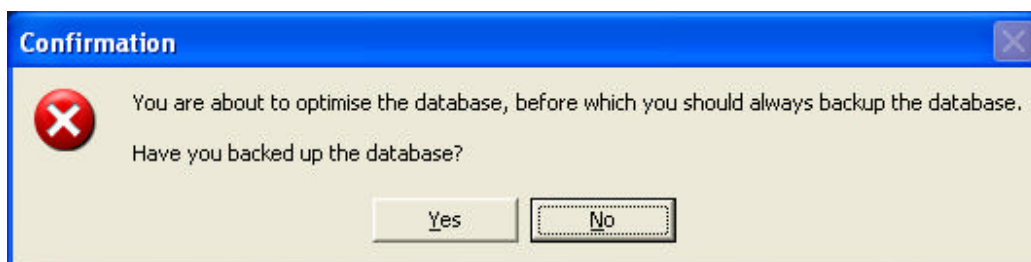 Confirmation
You are about to optimise the database, before which you should always backup the database.
Have you backed up the database?
Yes
No